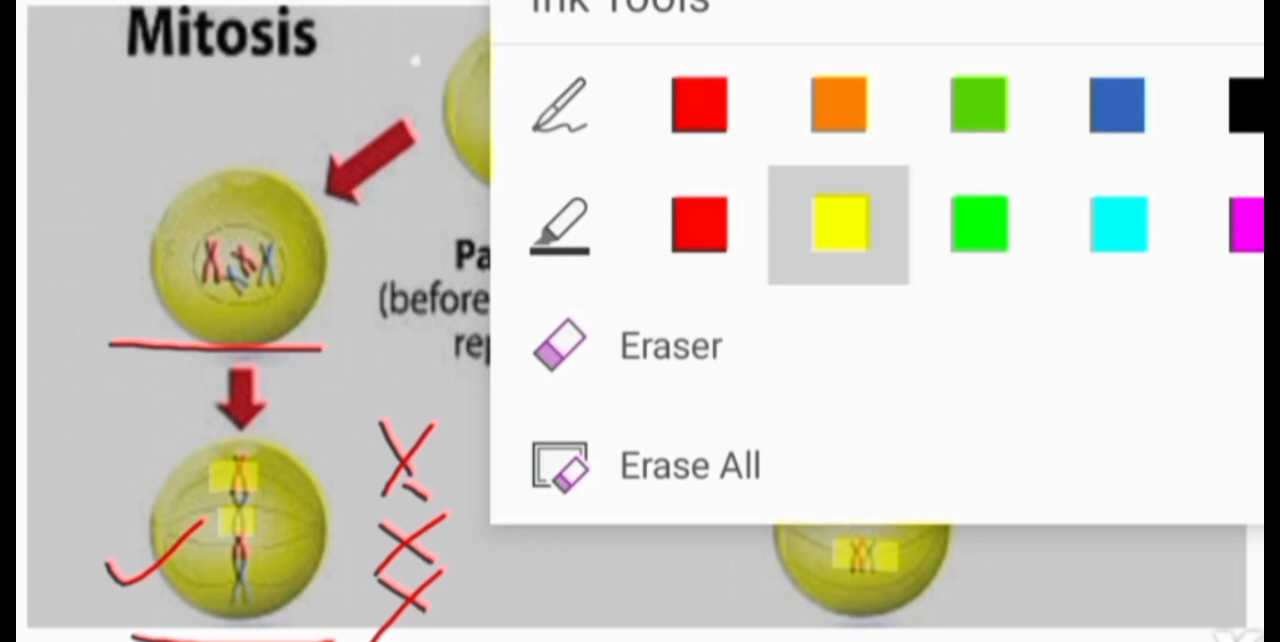 Mitosis
Ink Tools
Pa
(before
rep
Eraser
Erase All